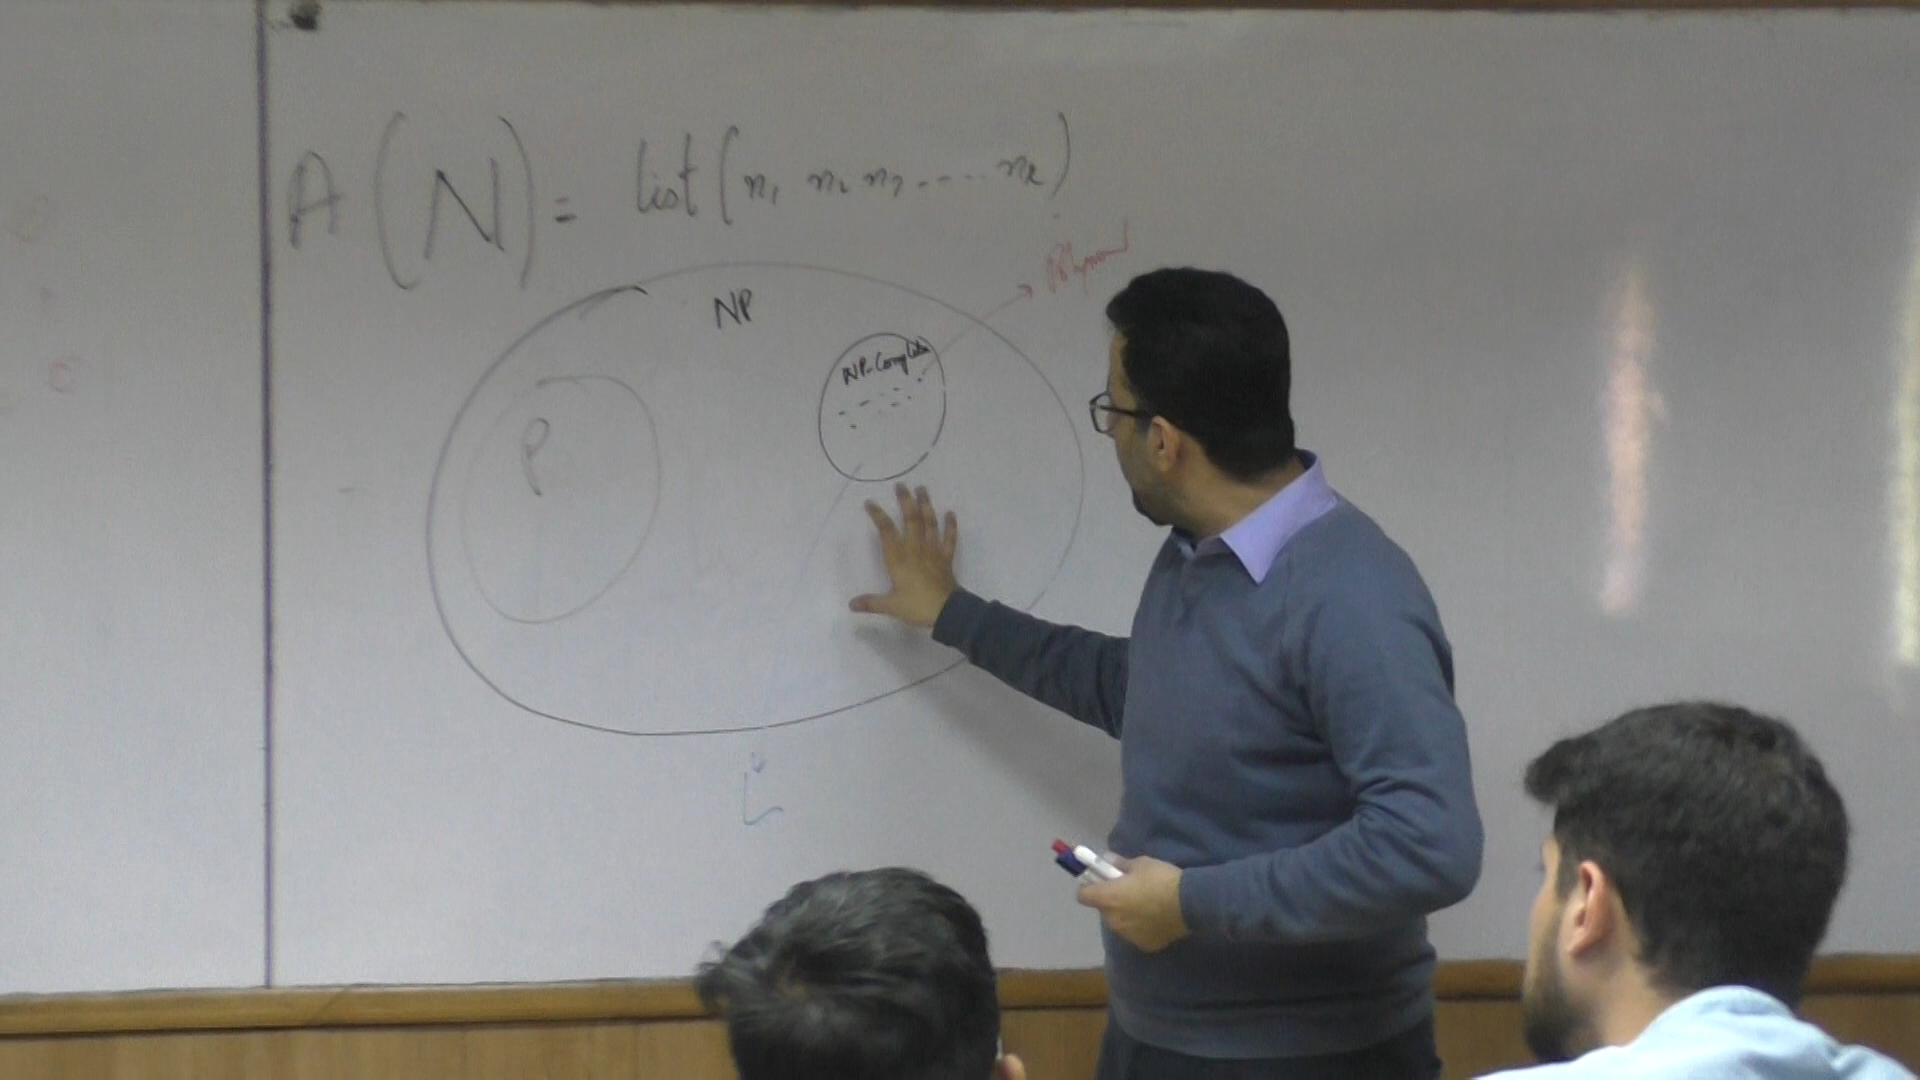 A(N) = list(n1 n2 n3 .... nk)
NP
NP-Complete
P